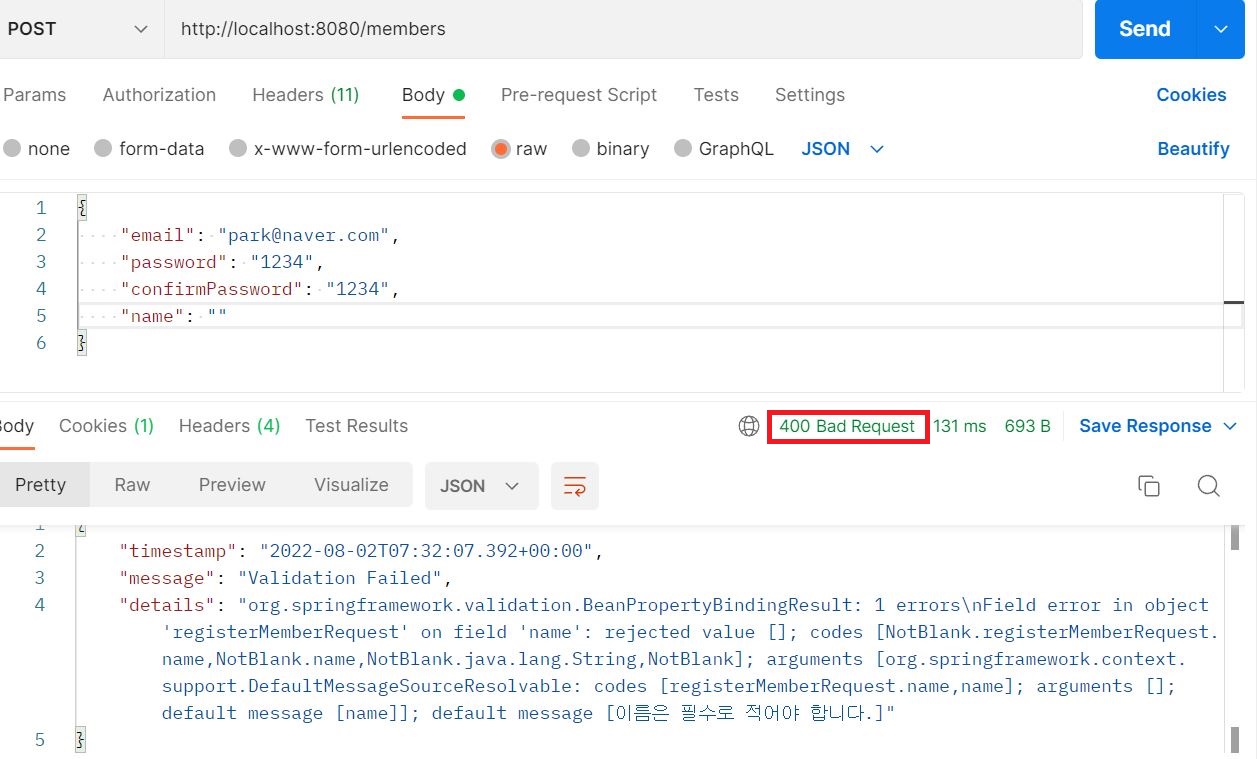 POST http://localhost:8080/members Send
Params Authorization Headers (11) Body Pre-request Script Tests Settings Cookies
none form-data x-www-form-urlencoded raw binary GraphQL JSON Beautify
1 {
2 "email": "park@naver.com",
3 "password": "1234",
4 "confirmPassword": "1234",
5 "name": ""
6 }
Body Cookies (1) Headers (4) Test Results 400 Bad Request 131 ms 693 B Save Response
Pretty Raw Preview Visualize JSON
1 {
2 "timestamp": "2022-08-02T07:32:07.392+00:00",
3 "message": "Validation Failed",
4 "details": "org.springframework.validation.BeanPropertyBindingResult: 1 errors\nField error in object
'registerMemberRequest' on field 'name': rejected value []; codes [NotBlank.registerMemberRequest.
name,NotBlank.name,NotBlank.java.lang.String,NotBlank]; arguments [org.springframework.context.
support.DefaultMessageSourceResolvable: codes [registerMemberRequest.name,name]; arguments [];
default message [name]]; default message [이름은 필수로 적어야 합니다.]"
5 }